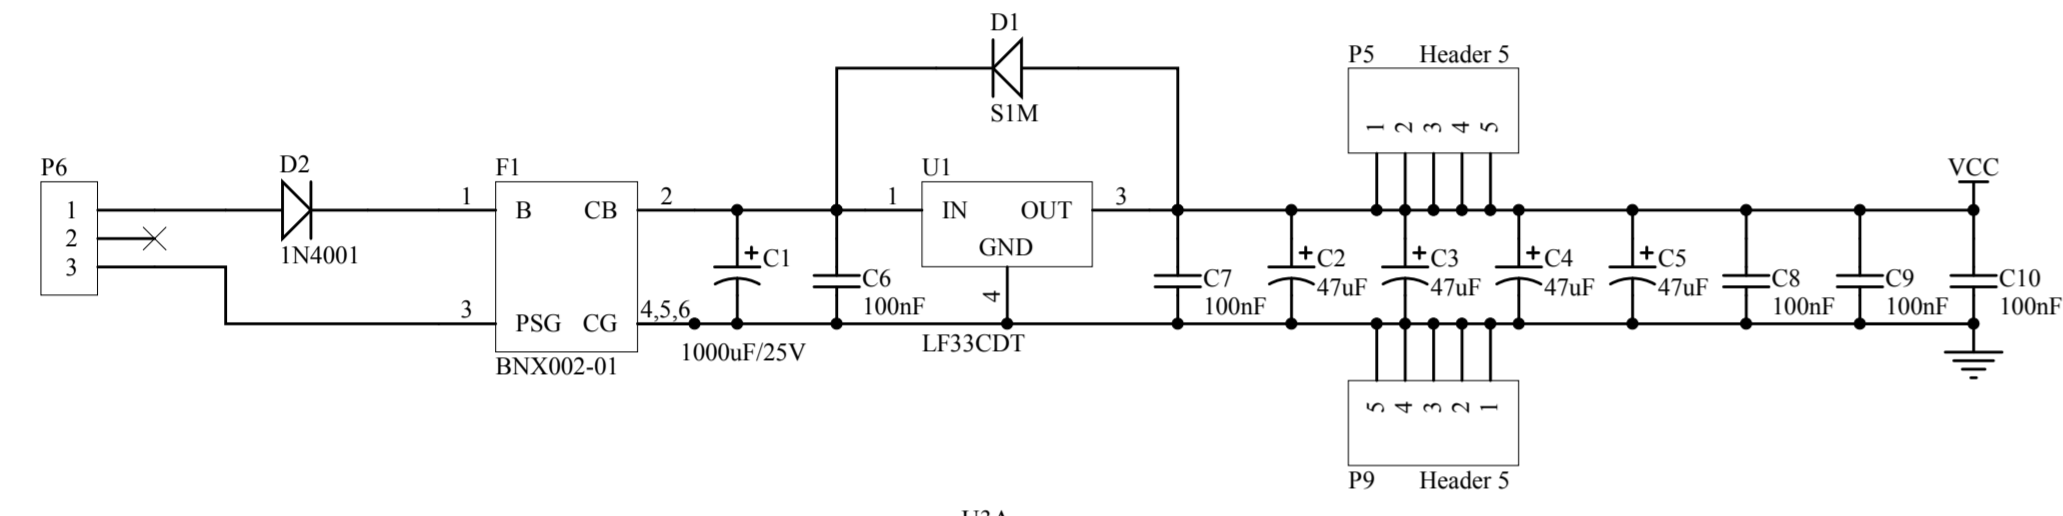 D1
S1M
P5 Header 5
1 2 3 4 5
P6
1
2
3
D2
1N4001
F1
1 B CB 2
3 PSG CG 4,5,6
BNX002-01
+ C1
1000uF/25V
C6
100nF
U1
1 IN OUT 3
GND
4
LF33CDT
C7
100nF
+ C2
47uF
+ C3
47uF
+ C4
47uF
+ C5
47uF
C8
100nF
C9
100nF
VCC
C10
100nF
5 4 3 2 1
P9 Header 5